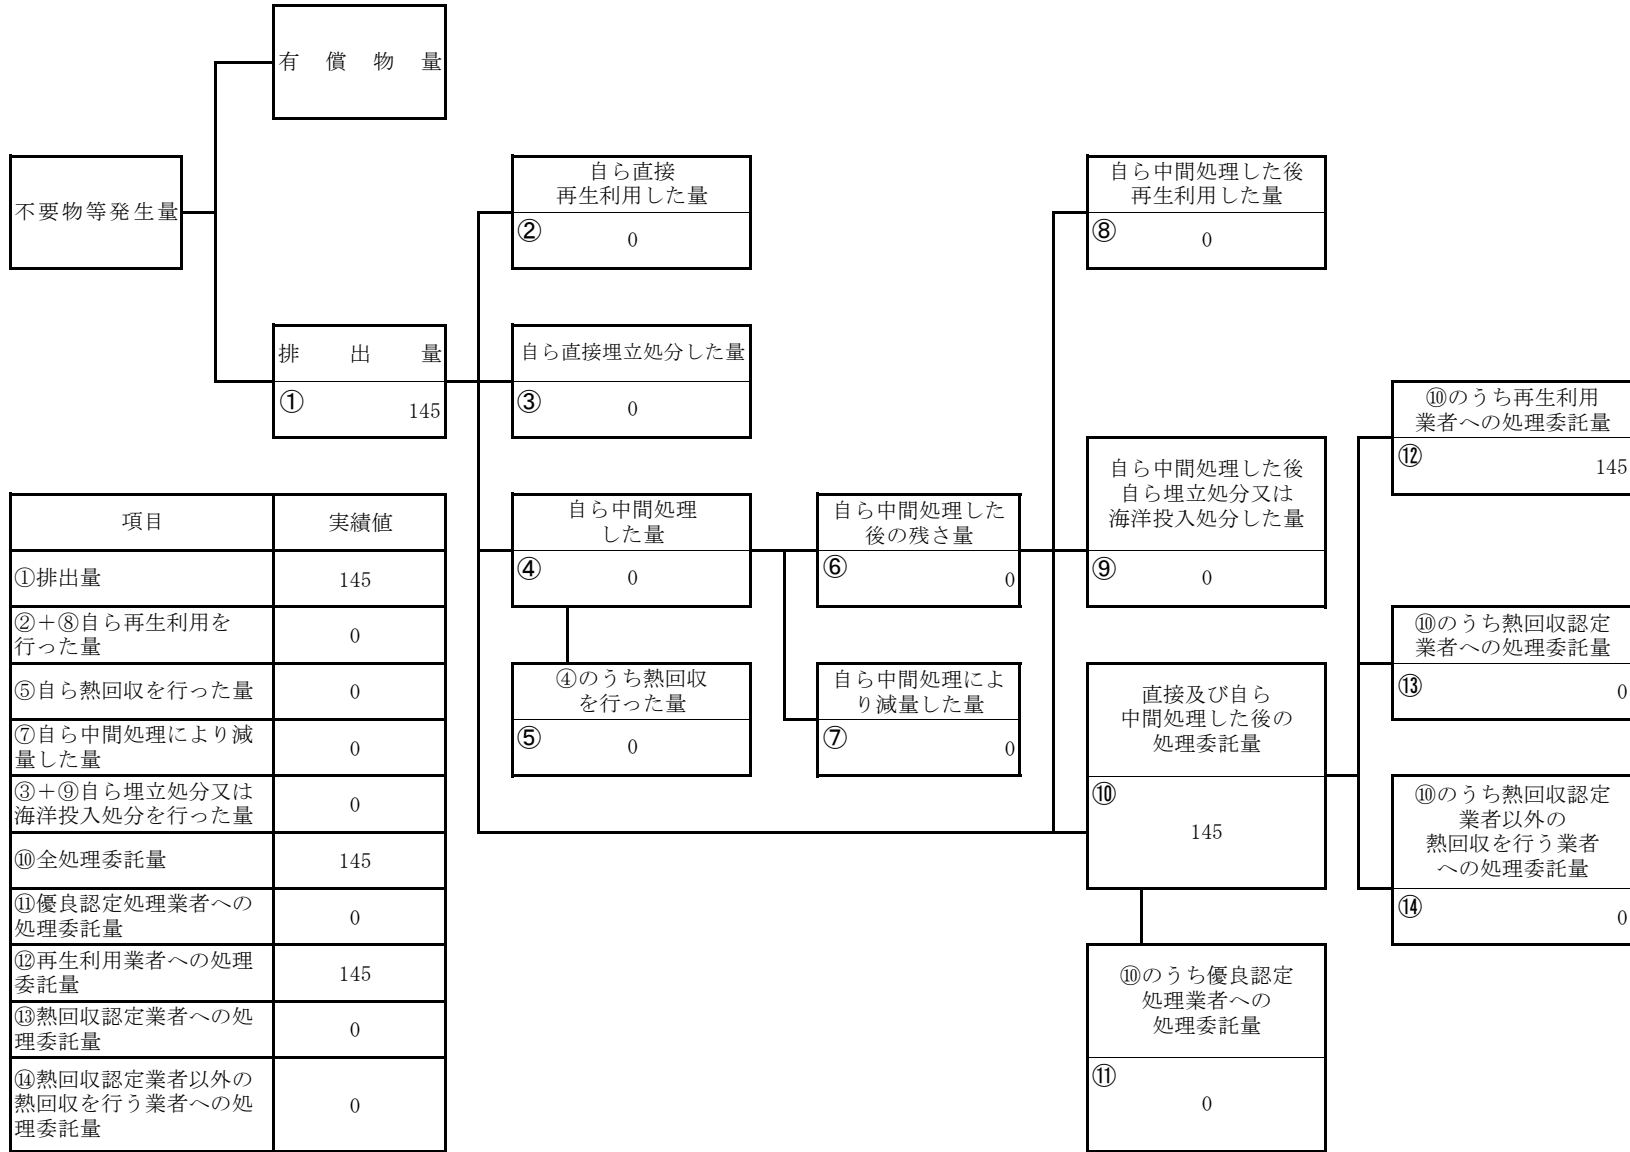 有償物量
不要物等発生量
自ら直接
再生利用した量
② 0
自ら中間処理した後
再生利用した量
⑧ 0
排出量
① 145
自ら直接埋立処分した量
③ 0
⑩のうち再生利用
業者への処理委託量
⑫ 145
自ら中間処理した後
自ら埋立処分又は
海洋投入処分した量
⑨ 0
自ら中間処理
した量
④ 0
自ら中間処理した
後の残さ量
⑥ 0
⑩のうち熱回収認定
業者への処理委託量
⑬ 0
④のうち熱回収
を行った量
⑤ 0
自ら中間処理によ
り減量した量
⑦ 0
直接及び自ら
中間処理した後の
処理委託量
⑩
145
⑩のうち熱回収認定
業者以外の
熱回収を行う業者
への処理委託量
⑭ 0
⑩のうち優良認定
処理業者への
処理委託量
⑪
0
項目 実績値
①排出量 145
②+⑧自ら再生利用を
行った量 0
⑤自ら熱回収を行った量 0
⑦自ら中間処理により減
量した量 0
③+⑨自ら埋立処分又は
海洋投入処分を行った量 0
⑩全処理委託量 145
⑪優良認定処理業者への
処理委託量 0
⑫再生利用業者への処理
委託量 145
⑬熱回収認定業者への処
理委託量 0
⑭熱回収認定業者以外の
熱回収を行う業者への処
理委託量 0